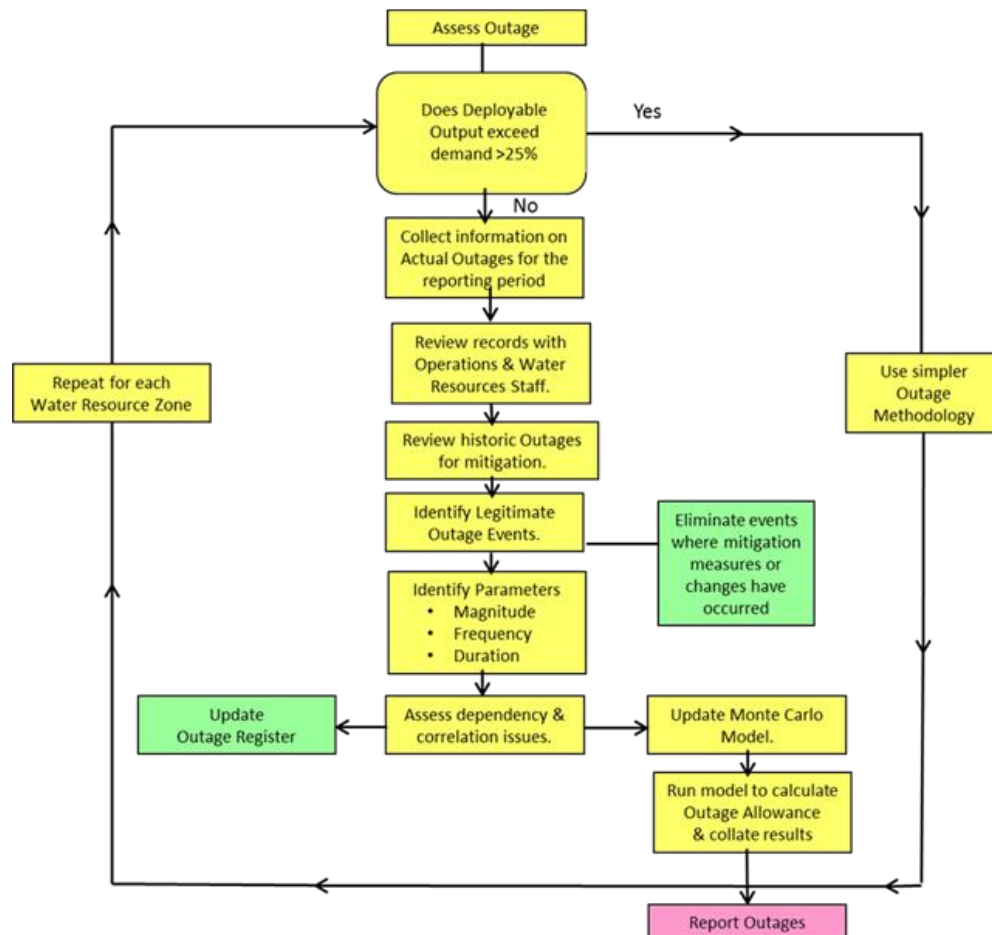 Assess Outage
Does Deployable
Output exceed
demand >25%
Yes
No
Collect information on
Actual Outages for the
reporting period
Review records with
Operations & Water
Resources Staff.
Repeat for each
Water Resource Zone
Use simpler
Outage
Methodology
Review historic Outages
for mitigation.
Identify Legitimate
Outage Events.
Eliminate events
where mitigation
measures or
changes have
occurred
Identify Parameters
• Magnitude
• Frequency
• Duration
Update
Outage Register
Assess dependency &
correlation issues.
Update Monte Carlo
Model.
Run model to calculate
Outage Allowance
& collate results
Report Outages